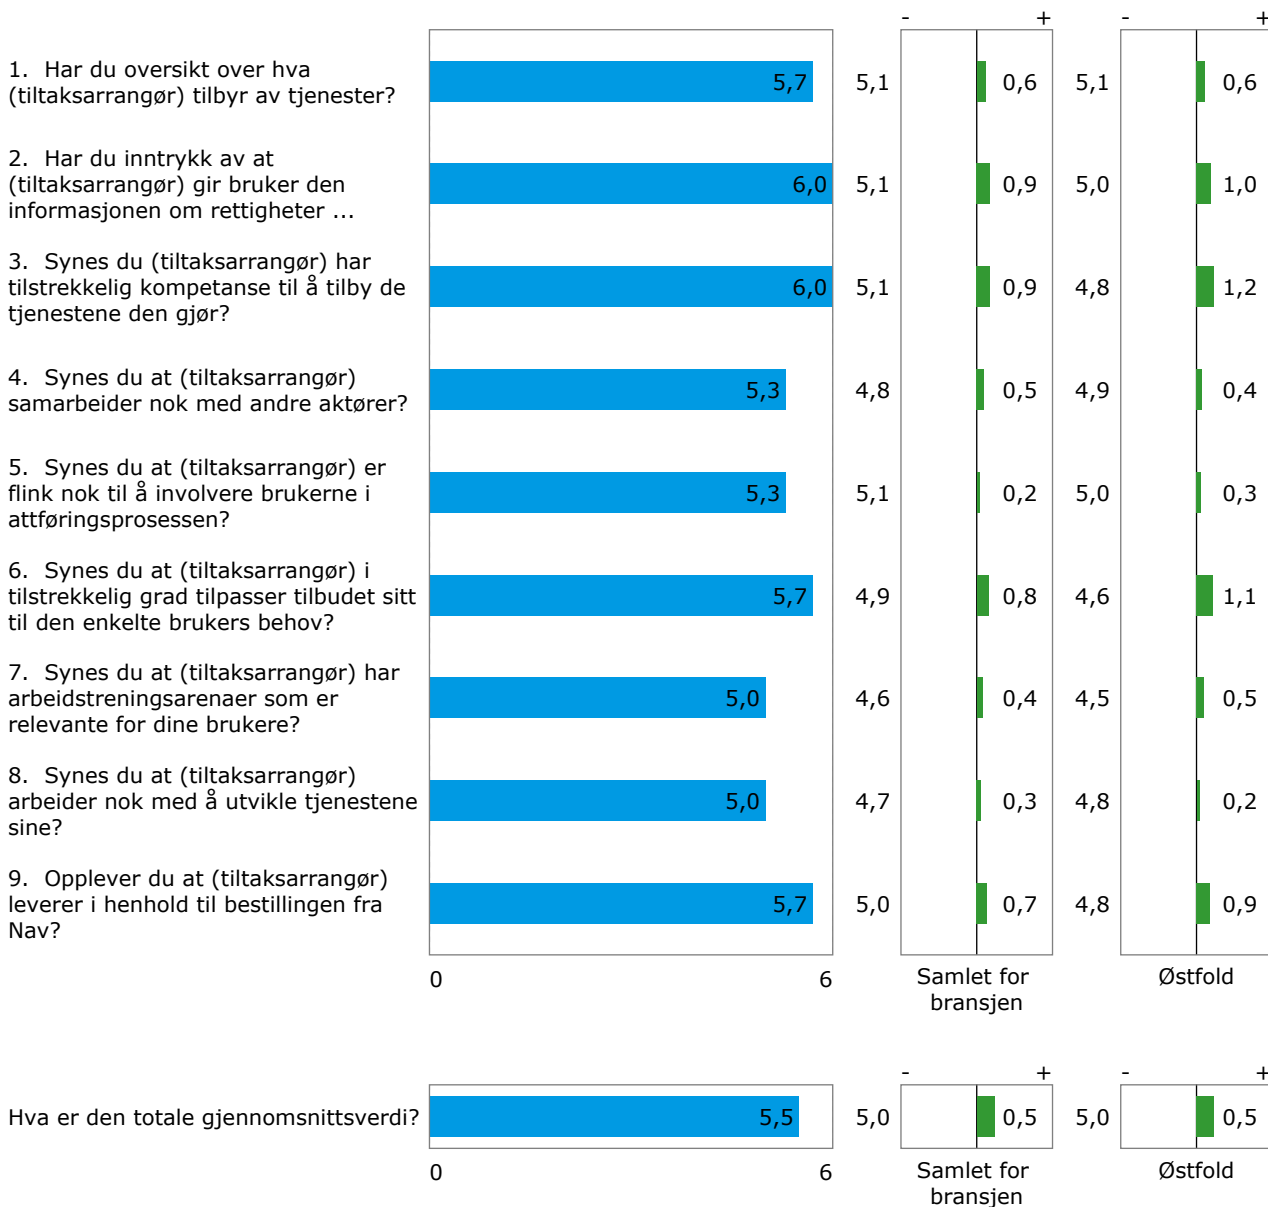 - + - +
1. Har du oversikt over hva
(tiltaksarrangør) tilbyr av tjenester?
5,7 5,1 0,6 5,1 0,6
2. Har du inntrykk av at
(tiltaksarrangør) gir bruker den
informasjonen om rettigheter ...
6,0 5,1 0,9 5,0 1,0
3. Synes du (tiltaksarrangør) har
tilstrekkelig kompetanse til å tilby de
tjenestene den gjør?
6,0 5,1 0,9 4,8 1,2
4. Synes du at (tiltaksarrangør)
samarbeider nok med andre aktører?
5,3 4,8 0,5 4,9 0,4
5. Synes du at (tiltaksarrangør) er
flink nok til å involvere brukerne i
attføringsprosessen?
5,3 5,1 0,2 5,0 0,3
6. Synes du at (tiltaksarrangør) i
tilstrekkelig grad tilpasser tilbudet sitt
til den enkelte brukers behov?
5,7 4,9 0,8 4,6 1,1
7. Synes du at (tiltaksarrangør) har
arbeidstreningsarenaer som er
relevante for dine brukere?
5,0 4,6 0,4 4,5 0,5
8. Synes du at (tiltaksarrangør)
arbeider nok med å utvikle tjenestene
sine?
5,0 4,7 0,3 4,8 0,2
9. Opplever du at (tiltaksarrangør)
leverer i henhold til bestillingen fra
Nav?
5,7 5,0 0,7 4,8 0,9
0 6 Samlet for Østfold
bransjen
- + - +
Hva er den totale gjennomsnittsverdi? 5,5 5,0 0,5 5,0 0,5
0 6 Samlet for Østfold
bransjen